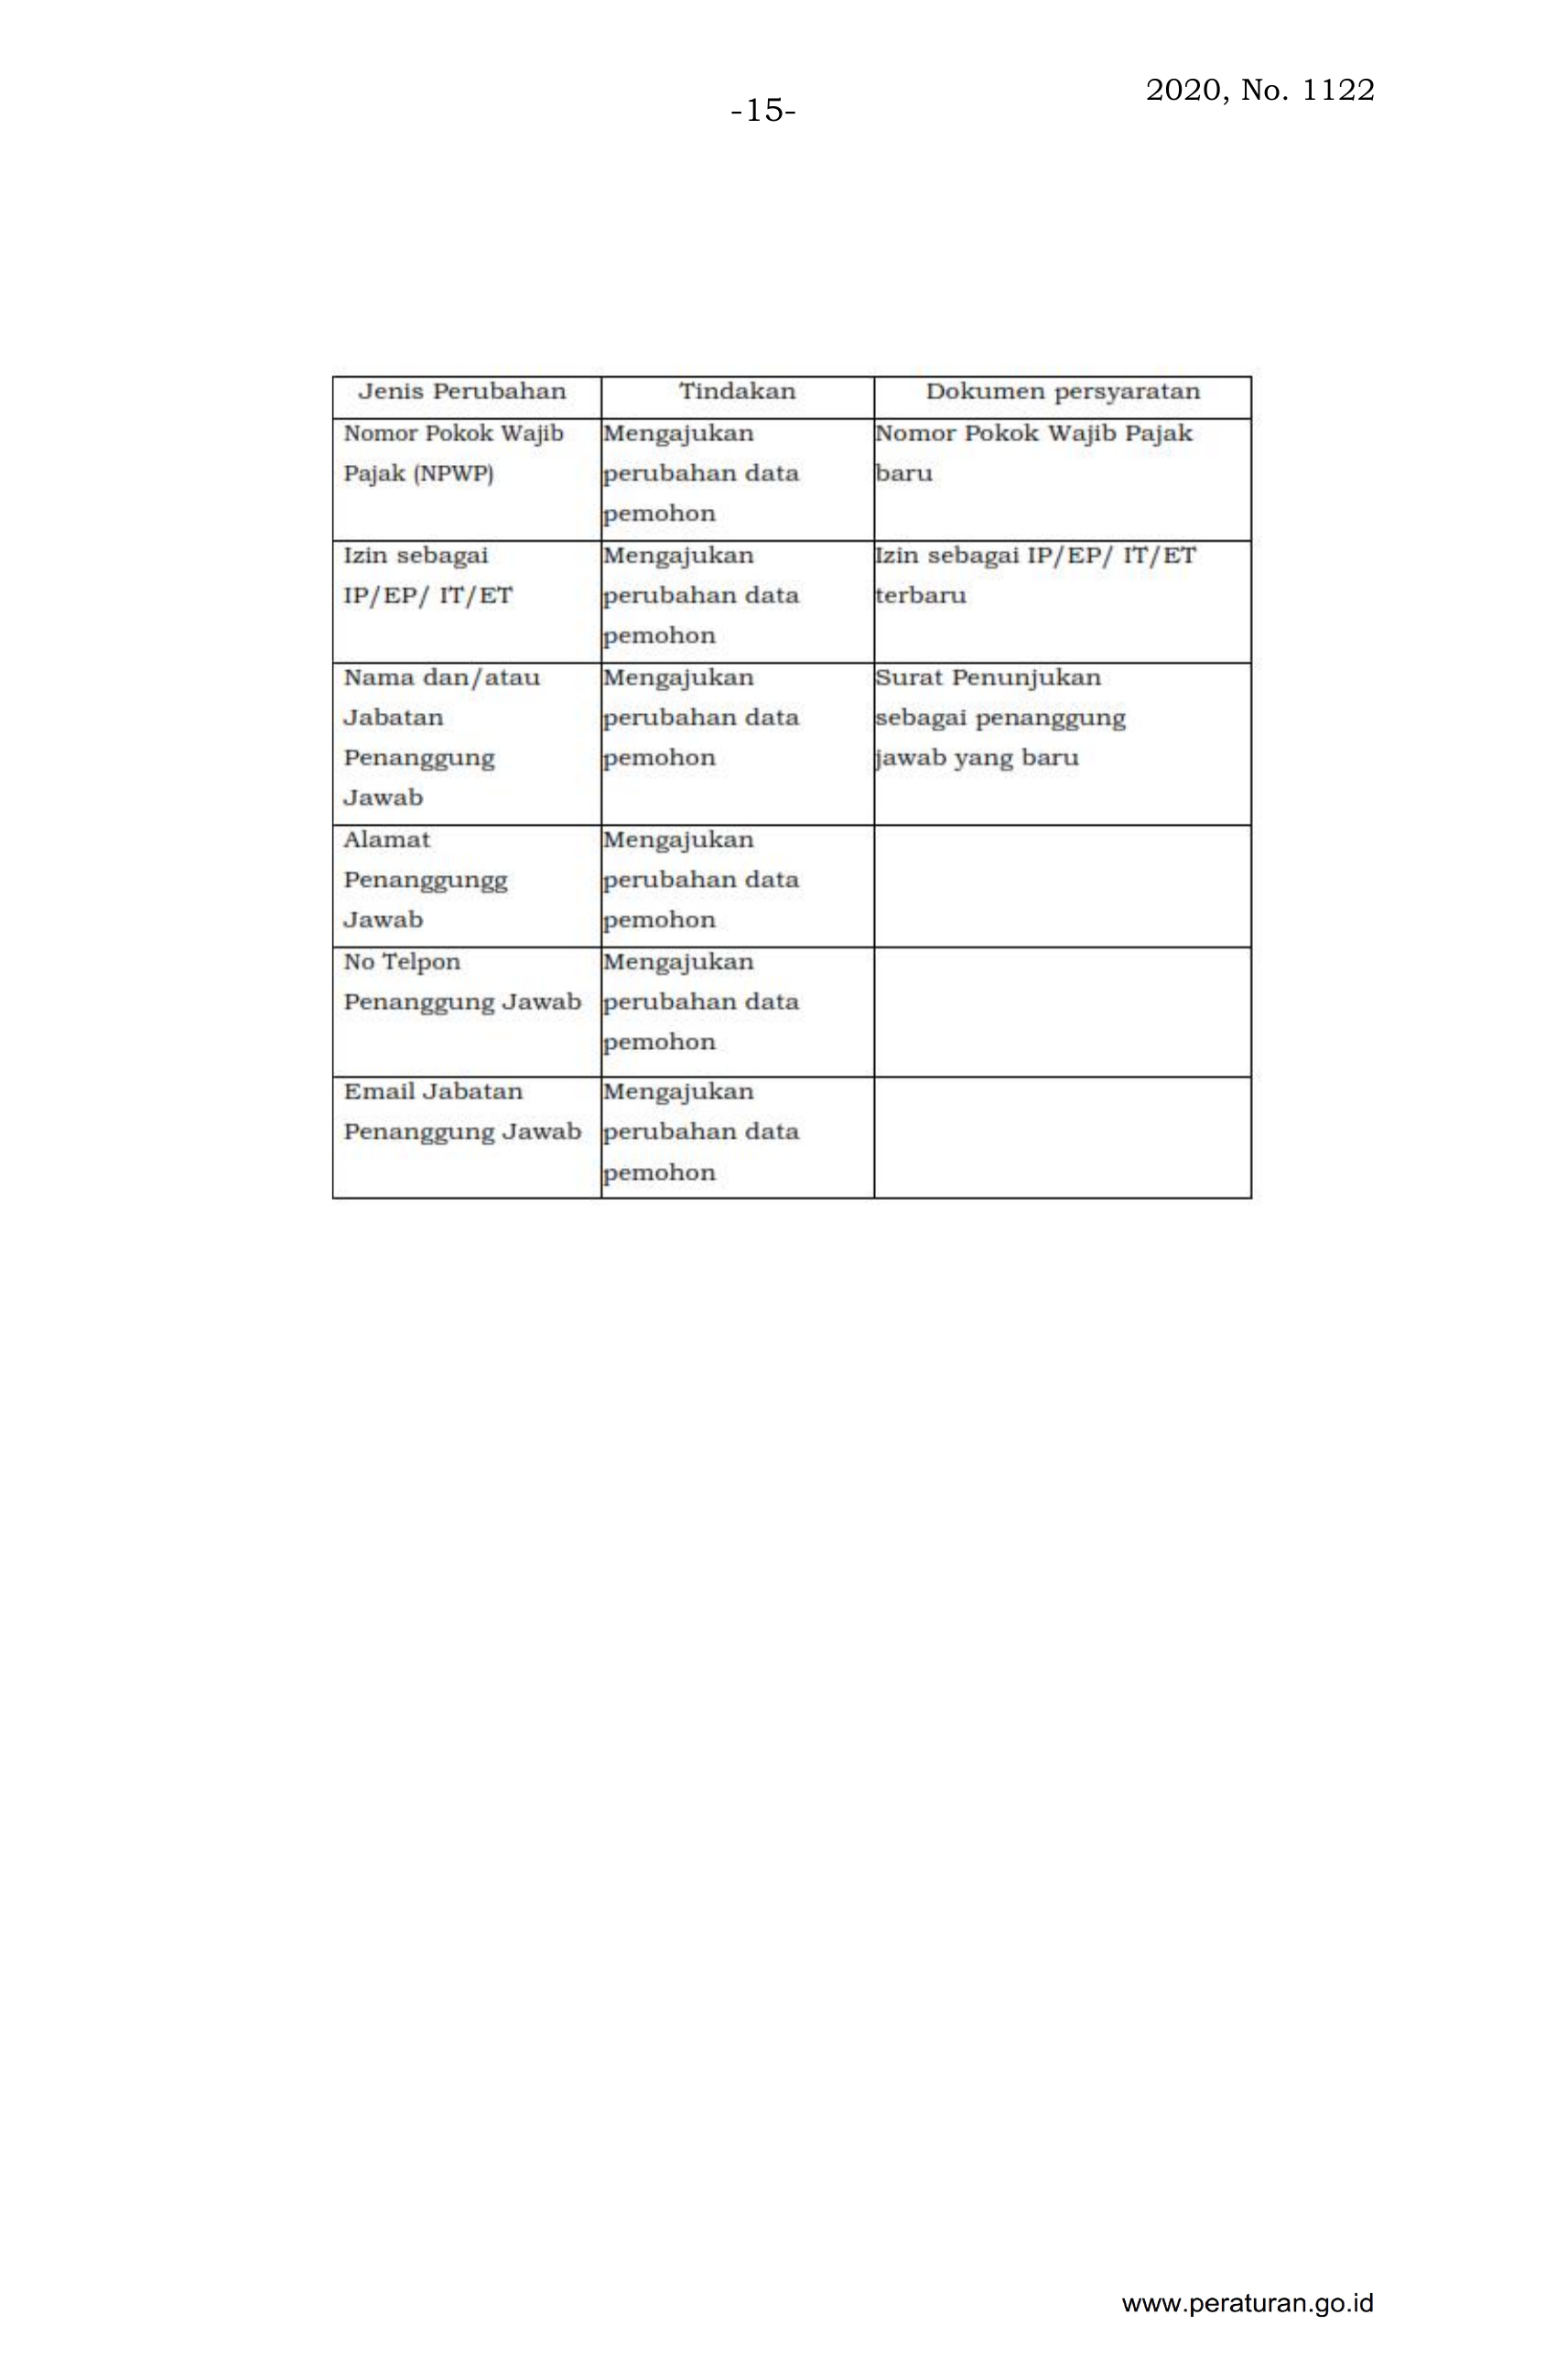 2020, No. 1122
-15-
Jenis Perubahan Tindakan Dokumen persyaratan
Nomor Pokok Wajib Mengajukan Nomor Pokok Wajib Pajak
Pajak (NPWP) perubahan data baru
pemohon
Izin sebagai Mengajukan Izin sebagai IP/EP/ IT/ET
IP/EP/ IT/ET perubahan data terbaru
pemohon
Nama dan/atau Mengajukan Surat Penunjukan
Jabatan perubahan data sebagai penanggung
Penanggung pemohon jawab yang baru
Jawab
Alamat Mengajukan
Penanggungg perubahan data
Jawab pemohon
No Telpon Mengajukan
Penanggung Jawab perubahan data
pemohon
Email Jabatan Mengajukan
Penanggung Jawab perubahan data
pemohon
www.peraturan.go.id